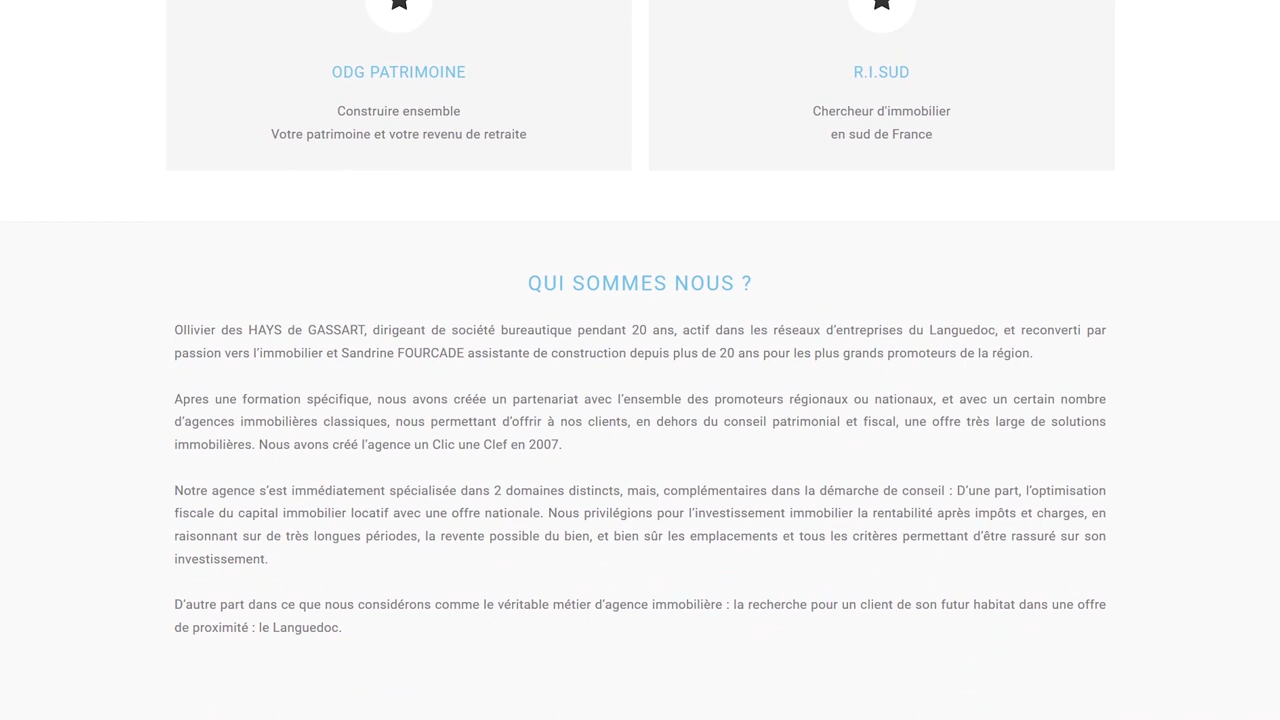 ODG PATRIMOINE
Construire ensemble
Votre patrimoine et votre revenu de retraite
R.I.SUD
Chercheur d'immobilier
en sud de France
QUI SOMMES NOUS ?
Ollivier des HAYS de GASSART, dirigeant de société bureautique pendant 20 ans, actif dans les réseaux d’entreprises du Languedoc, et reconverti par
passion vers l’immobilier et Sandrine FOURCADE assistante de construction depuis plus de 20 ans pour les plus grands promoteurs de la région.
Apres une formation spécifique, nous avons créée un partenariat avec l’ensemble des promoteurs régionaux ou nationaux, et avec un certain nombre
d’agences immobilières classiques, nous permettant d’offrir à nos clients, en dehors du conseil patrimonial et fiscal, une offre très large de solutions
immobilières. Nous avons créé l’agence un Clic une Clef en 2007.
Notre agence s’est immédiatement spécialisée dans 2 domaines distincts, mais, complémentaires dans la démarche de conseil : D’une part, l’optimisation
fiscale du capital immobilier locatif avec une offre nationale. Nous privilégions pour l’investissement immobilier la rentabilité après impôts et charges, en
raisonnant sur de très longues périodes, la revente possible du bien, et bien sûr les emplacements et tous les critères permettant d’être rassuré sur son
investissement.
D’autre part dans ce que nous considérons comme le véritable métier d’agence immobilière : la recherche pour un client de son futur habitat dans une offre
de proximité : le Languedoc.